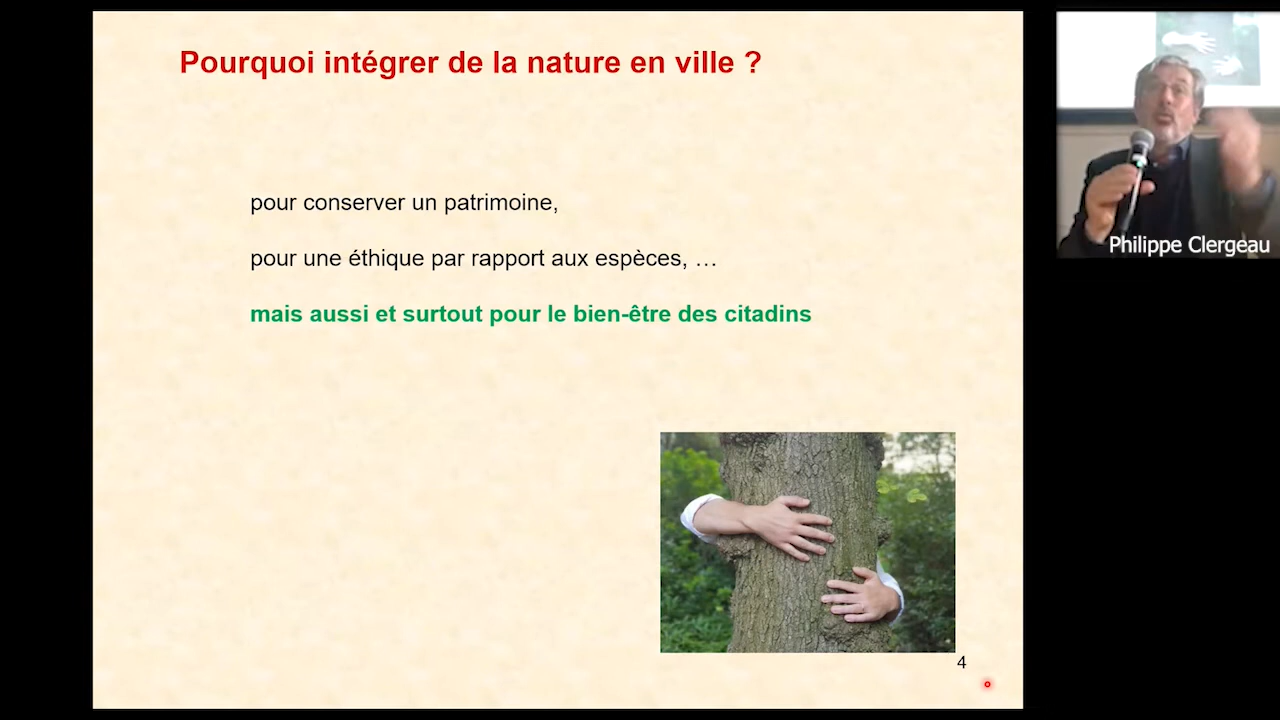 Pourquoi intégrer de la nature en ville ?
pour conserver un patrimoine,
pour une éthique par rapport aux espèces, …
mais aussi et surtout pour le bien-être des citadins
4
Philippe Clergeau